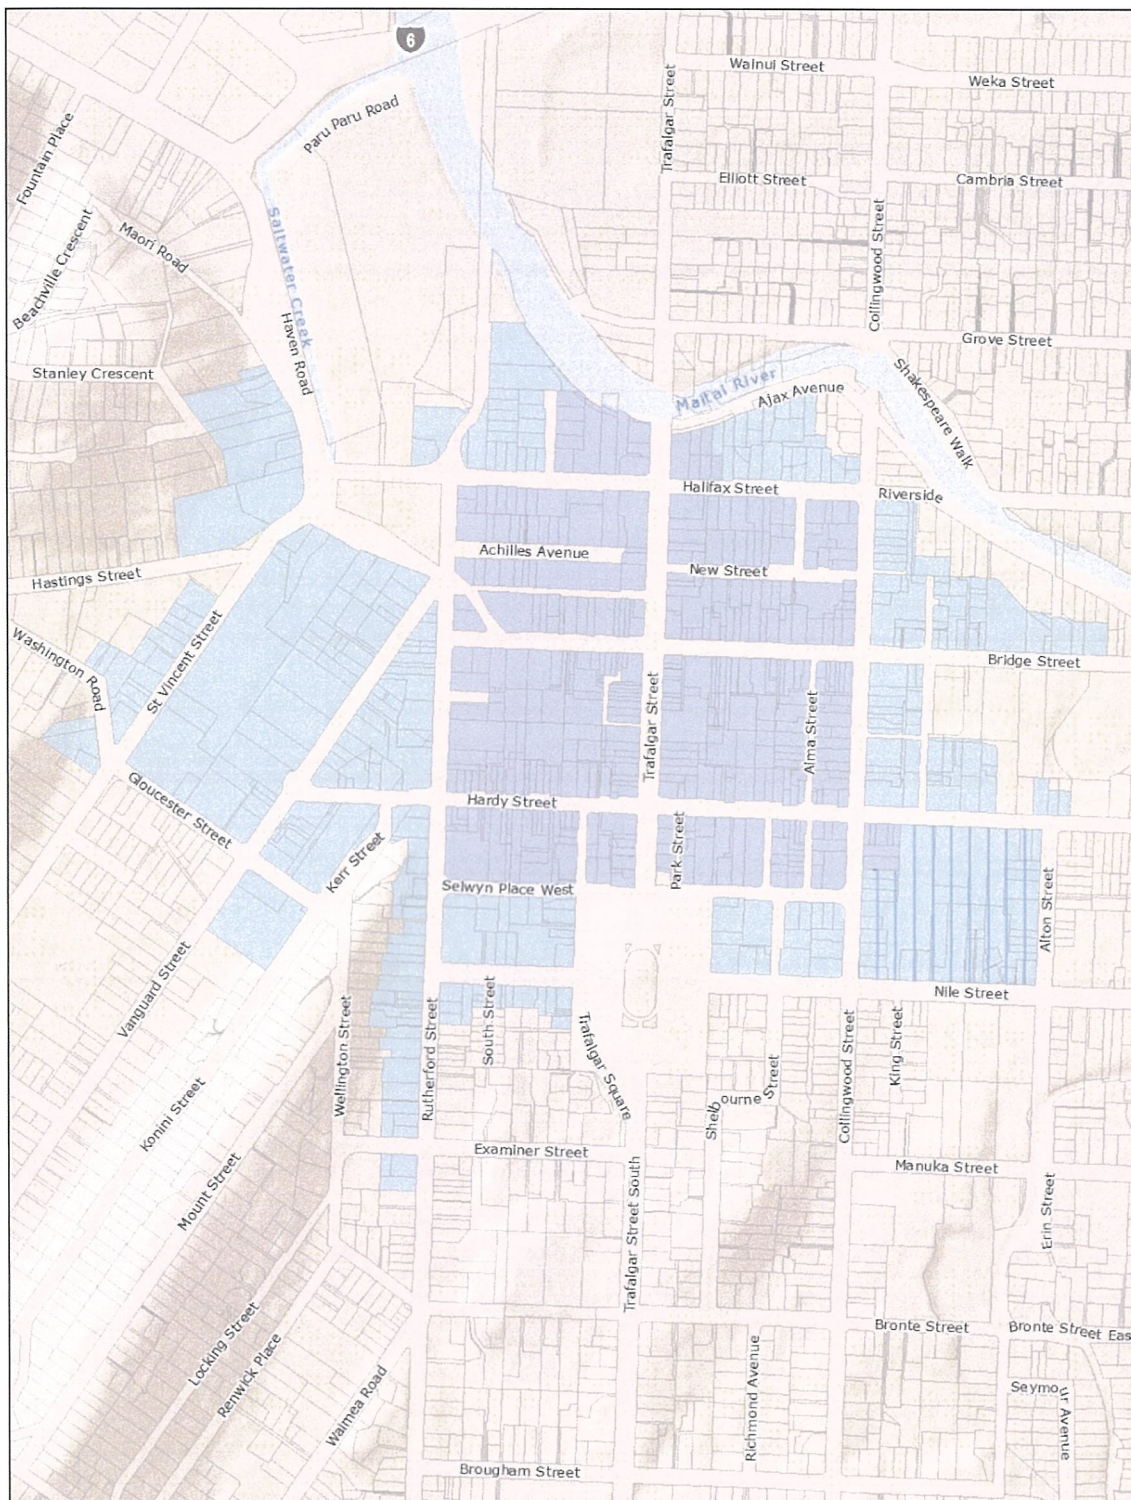 6
Wainui Street
Weka Street
Paru Paru Road
Trafalgar Street
Fountain Place
Elliott Street
Cambria Street
Maori Road
Saltwater Creek
Collingwood Street
Beachville Crescent
Haven Road
Grove Street
Stanley Crescent
Maitai River
Ajax Avenue
Shakespeare Walk
Halifax Street
Riverside
Achilles Avenue
New Street
Hastings Street
Washington Road
St Vincent Street
Bridge Street
Trafalgar Street
Alma Street
Gloucester Street
Hardy Street
Kerr Street
Park Street
Selwyn Place West
Alton Street
Vanguard Street
Nile Street
Wellington Street
Rutherford Street
South Street
Trafalgar Square
Shelbourne Street
Collingwood Street
King Street
Konini Street
Examiner Street
Manuka Street
Mount Street
Trafalgar Street South
Erin Street
Bronte Street
Bronte Street Eas
Locking Street
Renwick Place
Waimea Road
Richmond Avenue
Seymour Avenue
Brougham Street